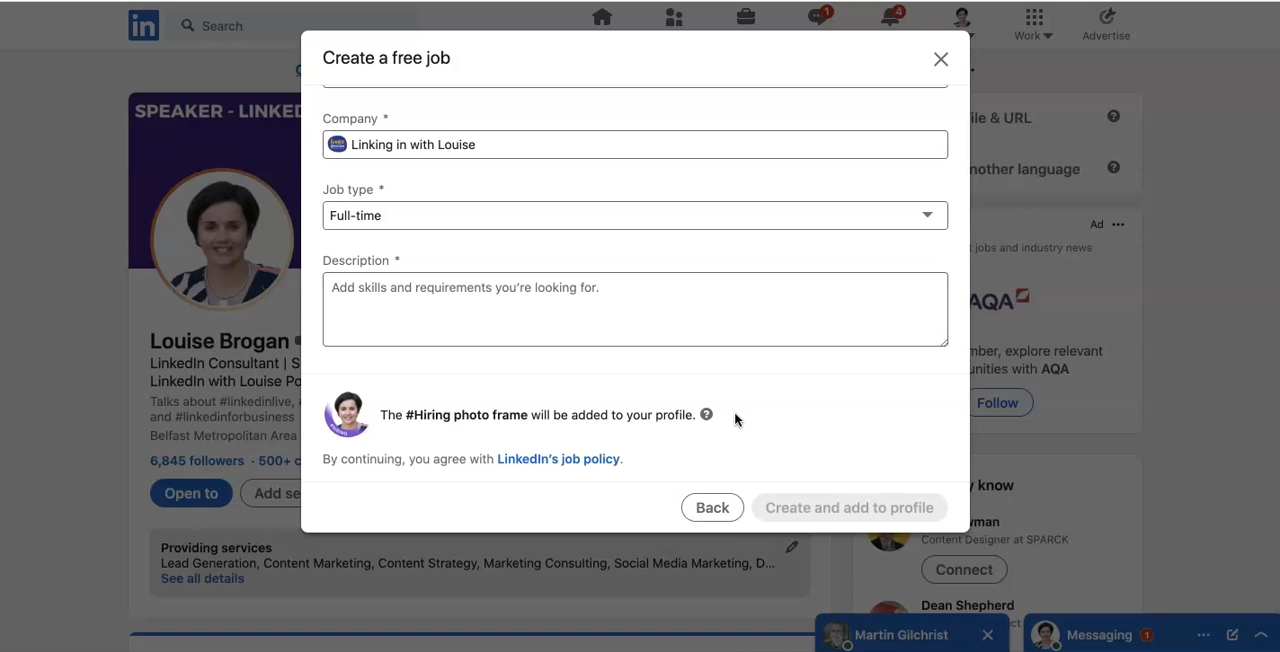 in
Search
1
4
Work
Advertise
Create a free job
SPEAKER - LINKED
ile & URL
Company *
Linking in with Louise
nother language
Job type *
Full-time
Ad
t jobs and industry news
Description *
Add skills and requirements you're looking for.
AQA
Louise Brogan
LinkedIn Consultant | S
LinkedIn with Louise Po
mber, explore relevant
unities with AQA
Talks about #linkedinlive, #
and #linkedinforbusiness
Follow
The #Hiring photo frame will be added to your profile.
Belfast Metropolitan Area
6,845 followers · 500+ c
By continuing, you agree with LinkedIn's job policy.
Open to
Add se
y know
Back
Create and add to profile
wman
Content Designer at SPARCK
Providing services
Lead Generation, Content Marketing, Content Strategy, Marketing Consulting, Social Media Marketing, D...
See all details
Connect
Dean Shepherd
ct
Martin Gilchrist
Messaging 1